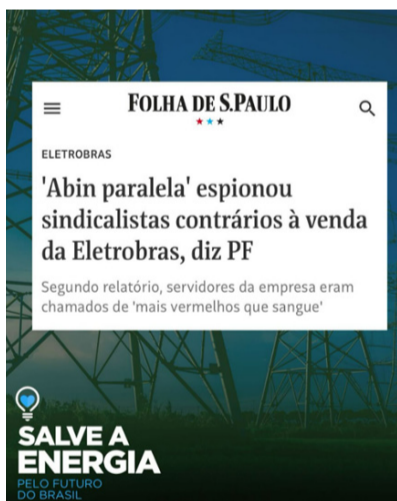 FOLHA DE S.PAULO
ELETROBRAS
'Abin paralela' espionou
sindicalistas contrários à venda
da Eletrobras, diz PF
Segundo relatório, servidores da empresa eram
chamados de 'mais vermelhos que sangue'
SALVE A
ENERGIA
PELO FUTURO
DO BRASIL